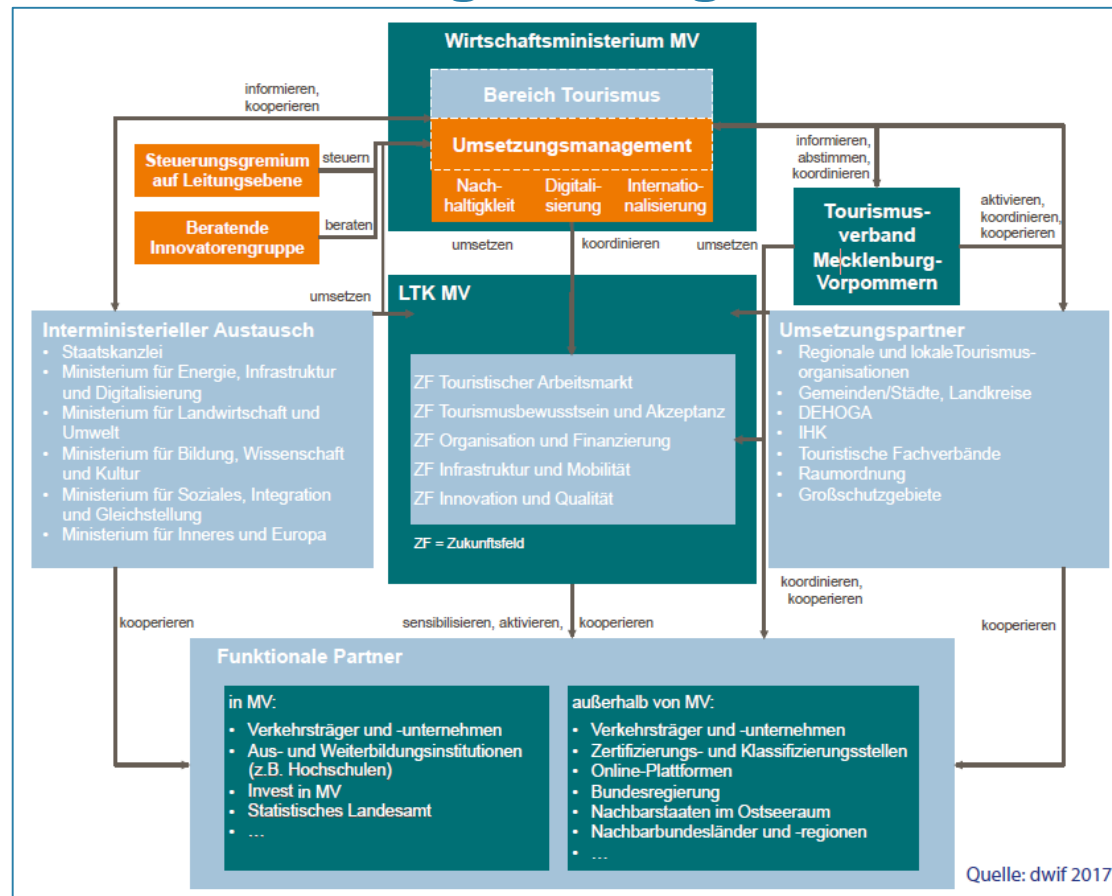 Wirtschaftsministerium MV
Bereich Tourismus
Umsetzungsmanagement
Nach-
haltigkleit
Digitali-
sierung
Internatio-
nalisierung
informieren,
kooperieren
Steuerungsgremium
auf Leitungsebene
steuern
Beratende
Innovatorengruppe
beraten
informieren,
abstimmen,
koordinieren
aktivieren,
koordinieren,
kooperieren
Tourismus-
verband
Mecklenburg-
Vorpommern
umsetzen
koordinieren
umsetzen
umsetzen
LTK MV
ZF Touristischer Arbeitsmarkt
ZF Tourismusbewusstsein und Akzeptanz
ZF Organisation und Finanzierung
ZF Infrastruktur und Mobilität
ZF Innovation und Qualität
ZF = Zukunftsfeld
Interministerieller Austausch
• Staatskanzlei
• Ministerium für Energie, Infrastruktur
und Digitalisierung
• Ministerium für Landwirtschaft und
Umwelt
• Ministerium für Bildung, Wissenschaft
und Kultur
• Ministerium für Soziales, Integration
und Gleichstellung
• Ministerium für Inneres und Europa
Umsetzungspartner
• Regionale und lokaleTourismus-
organisationen
• Gemeinden/Städte, Landkreise
• DEHOGA
• IHK
• Touristische Fachverbände
• Raumordnung
• Großschutzgebiete
kooperieren
sensibilisieren, aktivieren,
kooperieren
koordinieren,
kooperieren
kooperieren
Funktionale Partner
in MV:
• Verkehrsträger und -unternehmen
• Aus- und Weiterbildungsinstitutionen
(z.B. Hochschulen)
• Invest in MV
• Statistisches Landesamt
• ...
außerhalb von MV:
• Verkehrsträger und -unternehmen
• Zertifizierungs- und Klassifizierungsstellen
• Online-Plattformen
• Bundesregierung
• Nachbarstaaten im Ostseeraum
• Nachbarbundesländer und -regionen
• ...
Quelle: dwif 2017